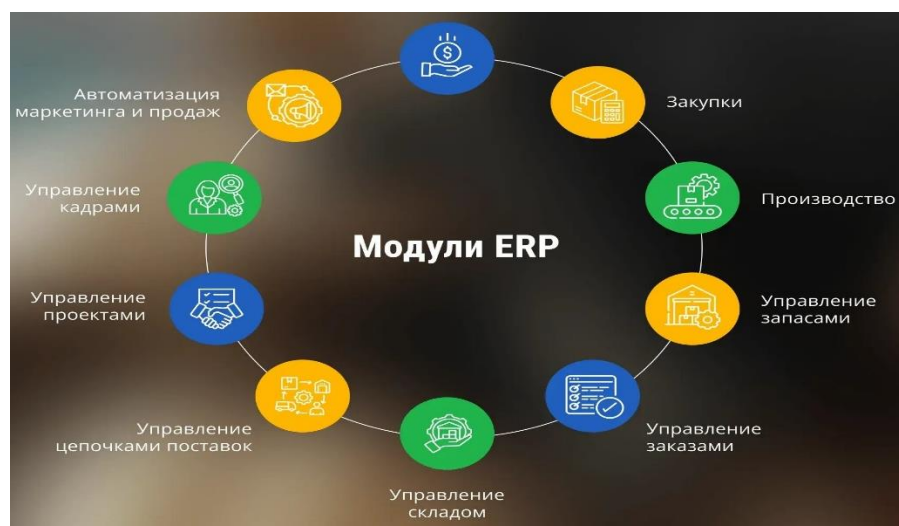 Автоматизация
маркетинга и продаж
Закупки
Управление
кадрами
Производство
Модули ERP
Управление
проектами
Управление
запасами
Управление
цепочками поставок
Управление
заказами
Управление
складом